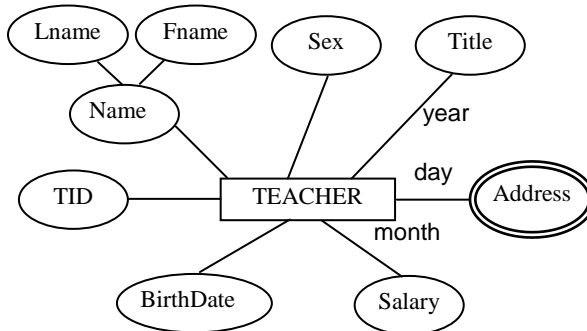 Lname
Fname
Sex
Title
Name
year
day
TID
TEACHER
Address
month
BirthDate
Salary